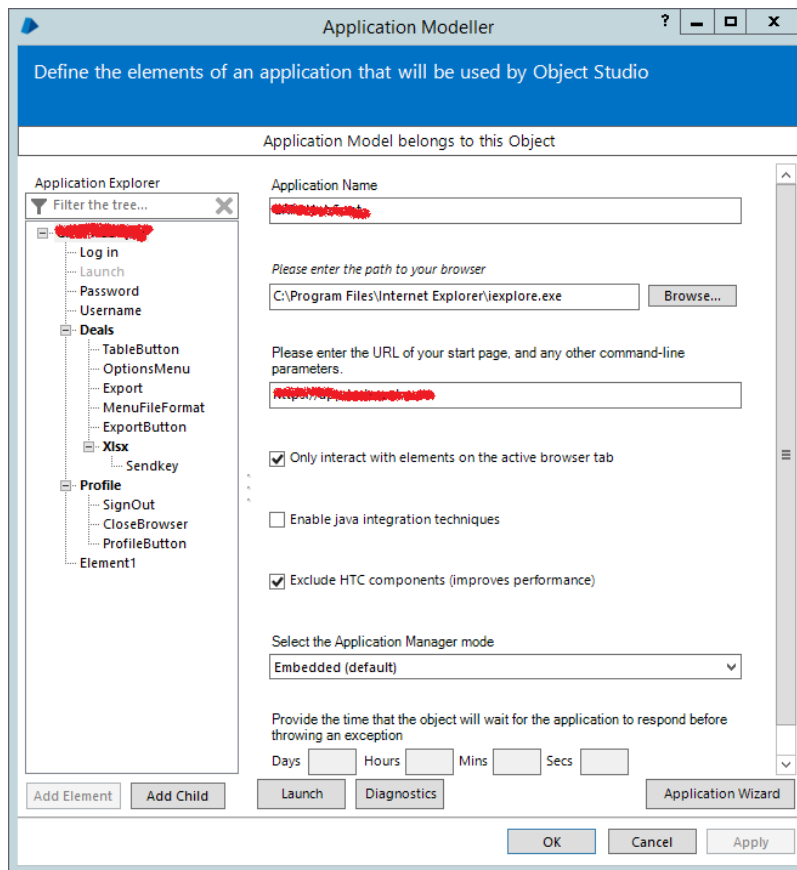 Application Modeller
?
Define the elements of an application that will be used by Object Studio
Application Model belongs to this Object
Application Explorer
Filter the tree...
Log in
Launch
Password
Username
Deals
TableButton
OptionsMenu
Export
MenuFileFormat
ExportButton
Xlsx
Sendkey
Profile
SignOut
CloseBrowser
ProfileButton
Element1
Add Element
Add Child
Application Name
Please enter the path to your browser
C:\Program Files\Internet Explorer\iexplore.exe
Browse...
Please enter the URL of your start page, and any other command-line
parameters.
Only interact with elements on the active browser tab
Enable java integration techniques
Exclude HTC components (improves performance)
Select the Application Manager mode
Embedded (default)
Provide the time that the object will wait for the application to respond before
throwing an exception
Days Hours Mins Secs
Launch
Diagnostics
Application Wizard
OK
Cancel
Apply